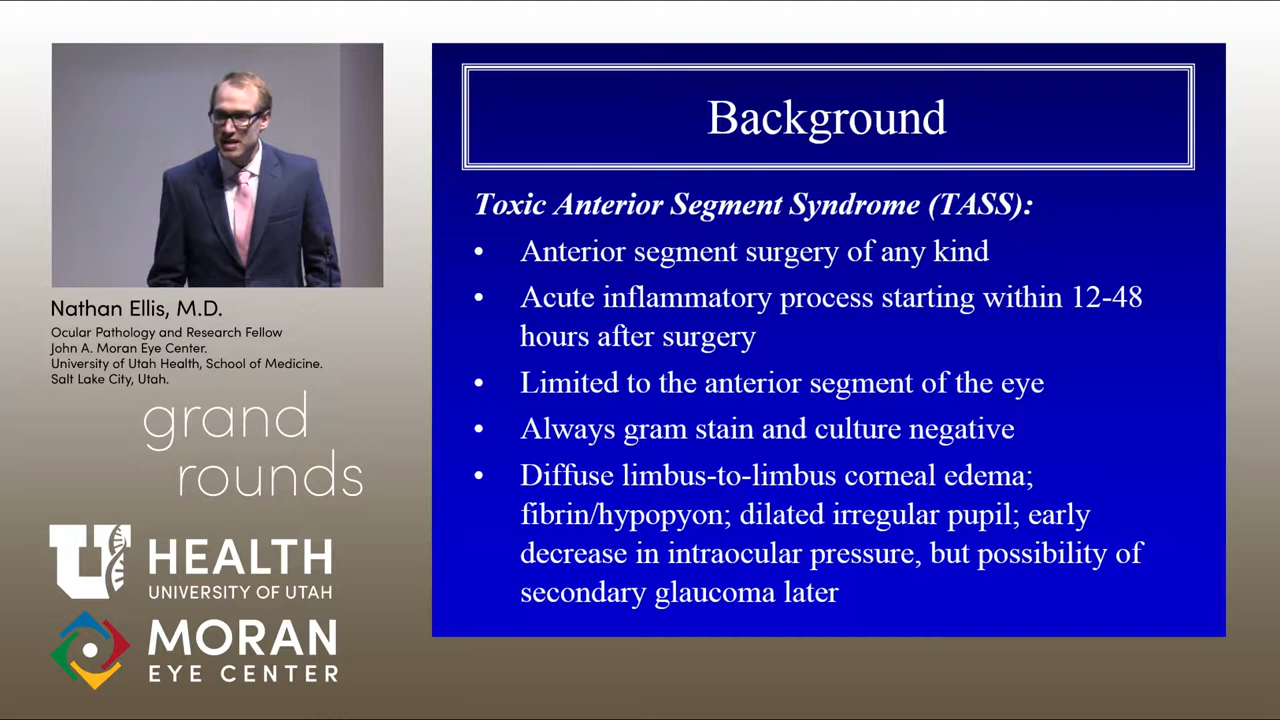 Background
Toxic Anterior Segment Syndrome (TASS):
• Anterior segment surgery of any kind
• Acute inflammatory process starting within 12-48
hours after surgery
• Limited to the anterior segment of the eye
• Always gram stain and culture negative
• Diffuse limbus-to-limbus corneal edema;
fibrin/hypopyon; dilated irregular pupil; early
decrease in intraocular pressure, but possibility of
secondary glaucoma later
Nathan Ellis, M.D.
Ocular Pathology and Research Fellow
John A. Moran Eye Center.
University of Utah Health, School of Medicine.
Salt Lake City, Utah.
grand
rounds
U HEALTH
UNIVERSITY OF UTAH
MORAN
EYE CENTER